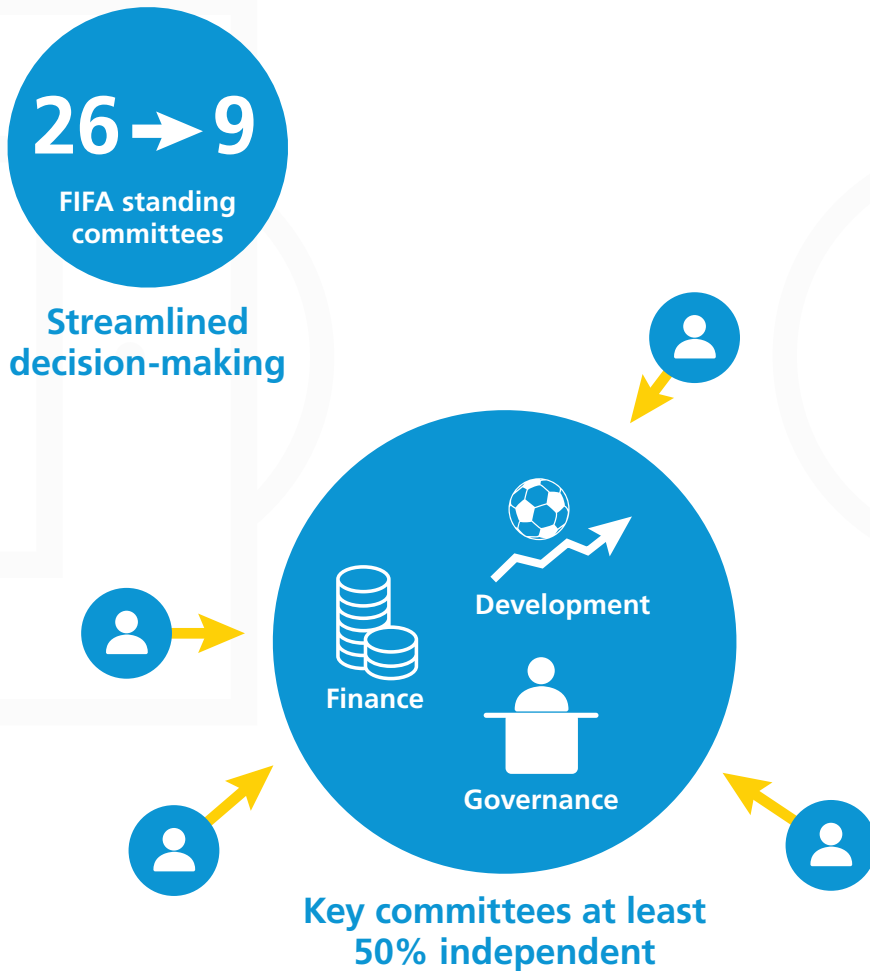 26 → 9
FIFA standing
committees
Streamlined
decision-making
Development
Finance
Governance
Key committees at least
50% independent